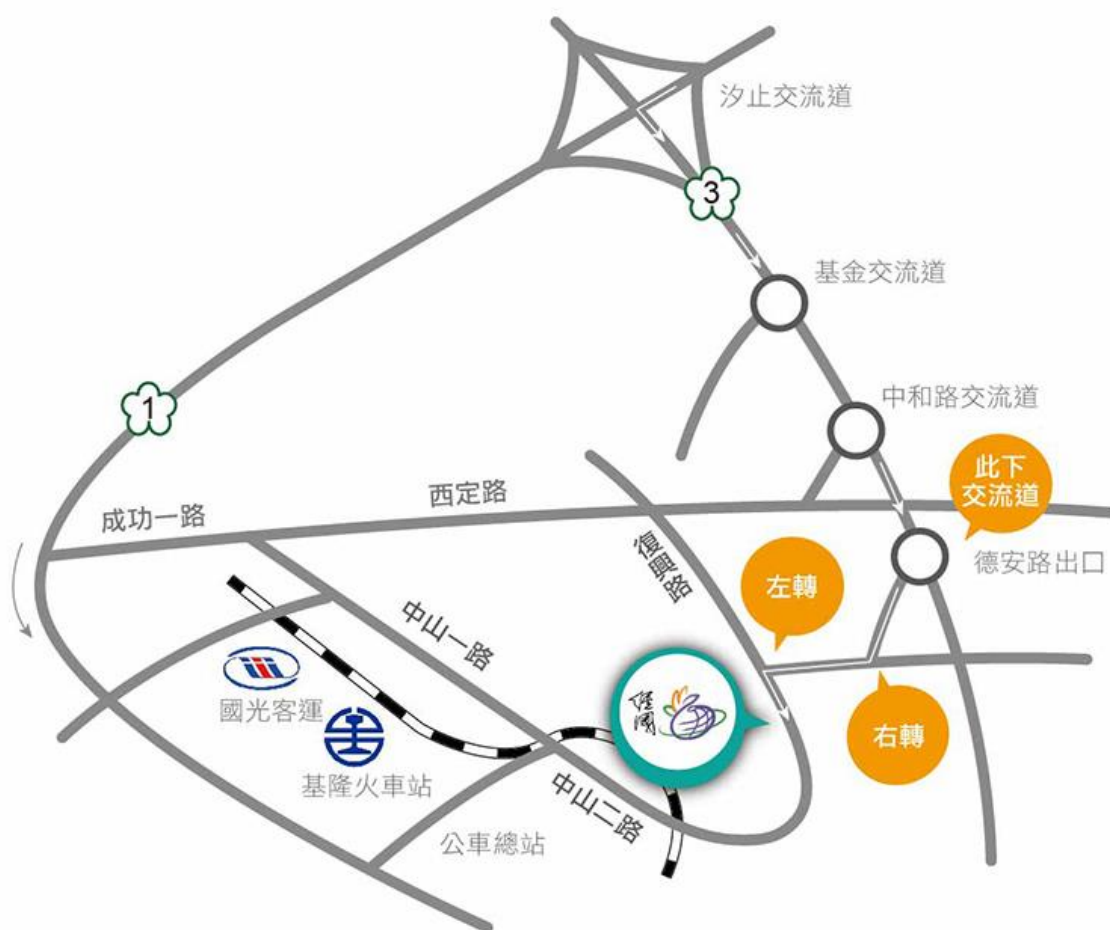 汐止交流道
3
基金交流道
1
中和路交流道
此下
交流道
西定路
成功一路
復興路
德安路出口
左轉
中山一路
經國
國光客運
右轉
基隆火車站
中山二路
公車總站